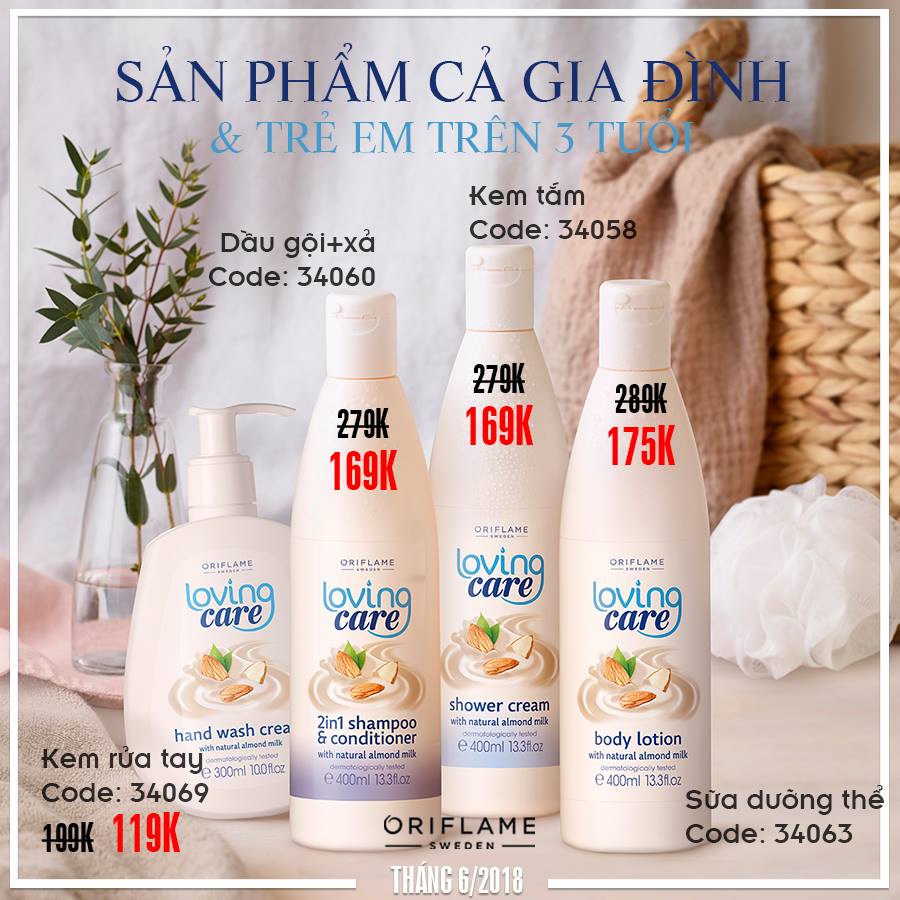 SẢN PHẨM CẢ GIA ĐÌNH
& TRẺ EM TRÊN 3 TUỔI
Kem tắm
Code: 34058
Dầu gội+xả
Code: 34060
279K
169K
279K
169K
289K
175K
ORIFLAME
SWEDEN
loving
care
hand wash crea
with natural almond milk
dermatologically tested
e 300ml 10.0fl.oz
ORIFLAME
SWEDEN
loving
care
2in1 shampoo
& conditioner
with natural almond milk
dermatologically tested
e 400ml 13.3fl.oz
ORIFLAME
SWEDEN
loving
care
shower cream
with natural almond milk
dermatologically tested
e 400ml 13.3fl.oz
ORIFLAME
SWEDEN
loving
care
body lotion
with natural almond milk
dermatologically tested
e 400ml 13.3fl.oz
Kem rửa tay
Code: 34069
199K 119K
Sữa dưỡng thể
Code: 34063
ORIFLAME
SWEDEN
THÁNG 6/2018